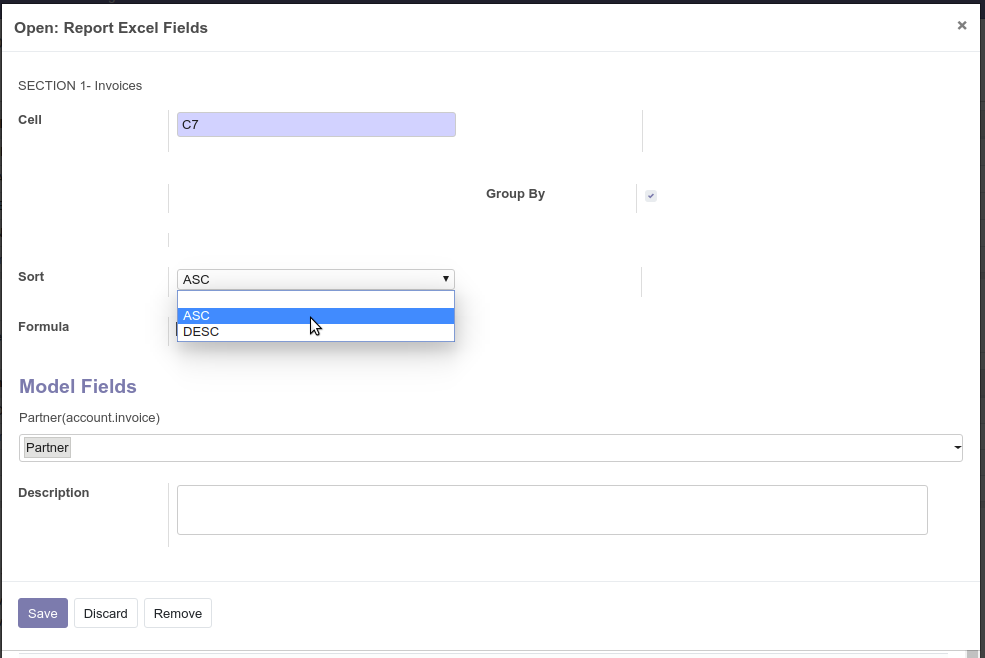 Open: Report Excel Fields
×
SECTION 1- Invoices
Cell
C7
Group By
Sort
ASC
ASC
DESC
Formula
Model Fields
Partner(account.invoice)
Partner
Description
Save Discard Remove